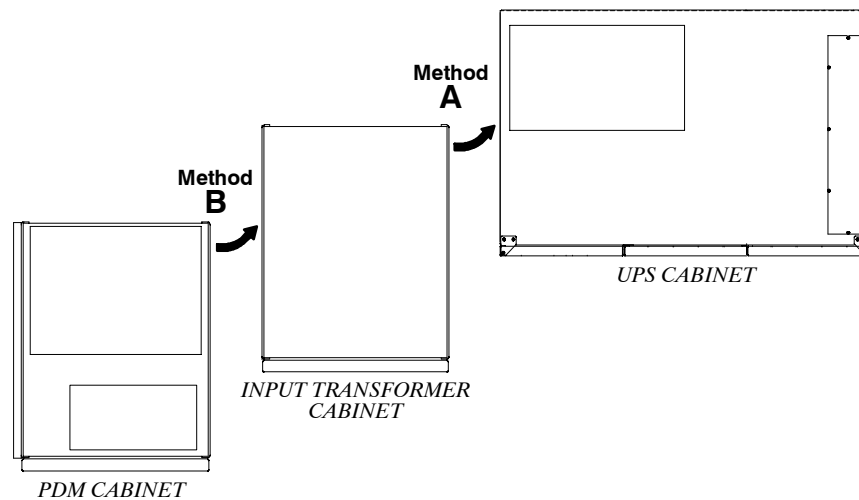 Method
A
Method
B
UPS CABINET
INPUT TRANSFORMER
CABINET
PDM CABINET